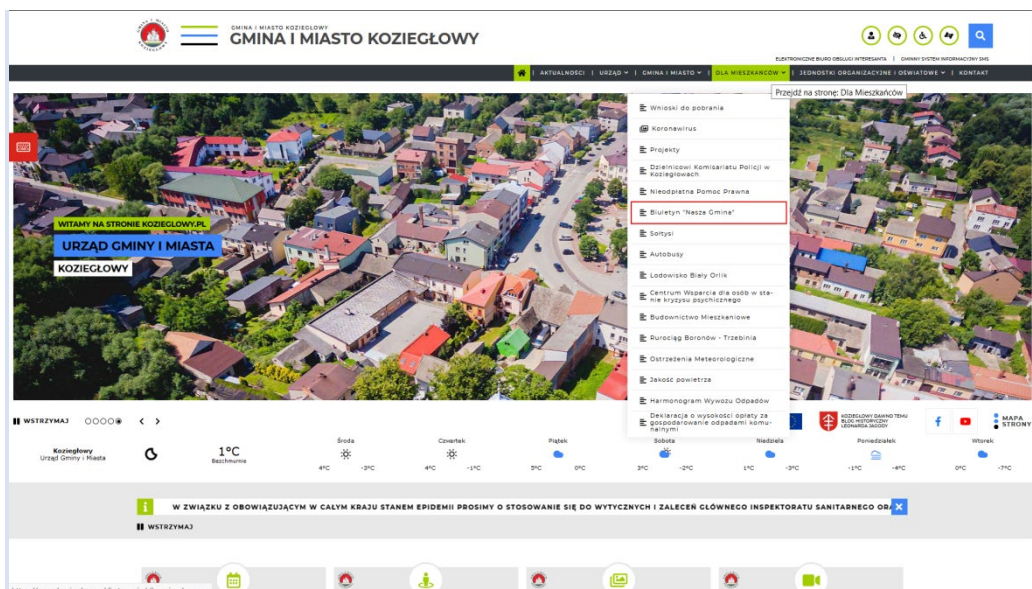 GMINA I MIASTO KOZIEGŁOWY
GMINA I MIASTO KOZIEGŁOWY
ELEKTRONICZNE BIURO OBSŁUGI INTERESANTA | GMINNY SYSTEM INFORMACYJNY SMS
| AKTUALNOŚCI | URZĄD | GMINA I MIASTO | DLA MIESZKAŃCÓW | JEDNOSTKI ORGANIZACYJNE I OŚWIATOWE | KONTAKT
Przejdź na stronę: Dla Mieszkańców
Wnioski do pobrania
Koronawirus
Projekty
Dzielnicowi Komisariatu Policji w
Koziegłowach
Nieodpłatna Pomoc Prawna
Biuletyn "Nasza Gmina"
Sołtysi
Autobusy
Lodowisko Biały Orlik
Centrum Wsparcia dla osób w sta-
nie kryzysu psychicznego
Budownictwo Mieszkaniowe
Rurociąg Boronów - Trzebinia
Ostrzeżenia Meteorologiczne
Jakość powietrza
Harmonogram Wywozu Odpadów
Deklaracja o wysokości opłaty za
gospodarowanie odpadami komu-
nalnymi
WITAMY NA STRONIE KOZIEGLOWY.PL
URZĄD GMINY I MIASTA
KOZIEGŁOWY
WSTRZYMAJ
KOZIEGŁOWY DAWNO TEMU
BLOG HISTORYCZNY
LEONARDA JAGODY
MAPA
STRONY
Koziegłowy
Urząd Gminy i Miasta
1°C
Bezchmurnie
Środa Czwartek Piątek Sobota Niedziela Poniedziałek Wtorek
4°C -3°C 4°C -1°C 5°C 0°C 3°C -2°C 1°C -3°C -1°C -4°C 0°C -7°C
W ZWIĄZKU Z OBOWIĄZUJĄCYM W CAŁYM KRAJU STANEM EPIDEMII PROSIMY O STOSOWANIE SIĘ DO WYTYCZNYCH I ZALECEŃ GŁÓWNEGO INSPEKTORATU SANITARNEGO ORA
WSTRZYMAJ